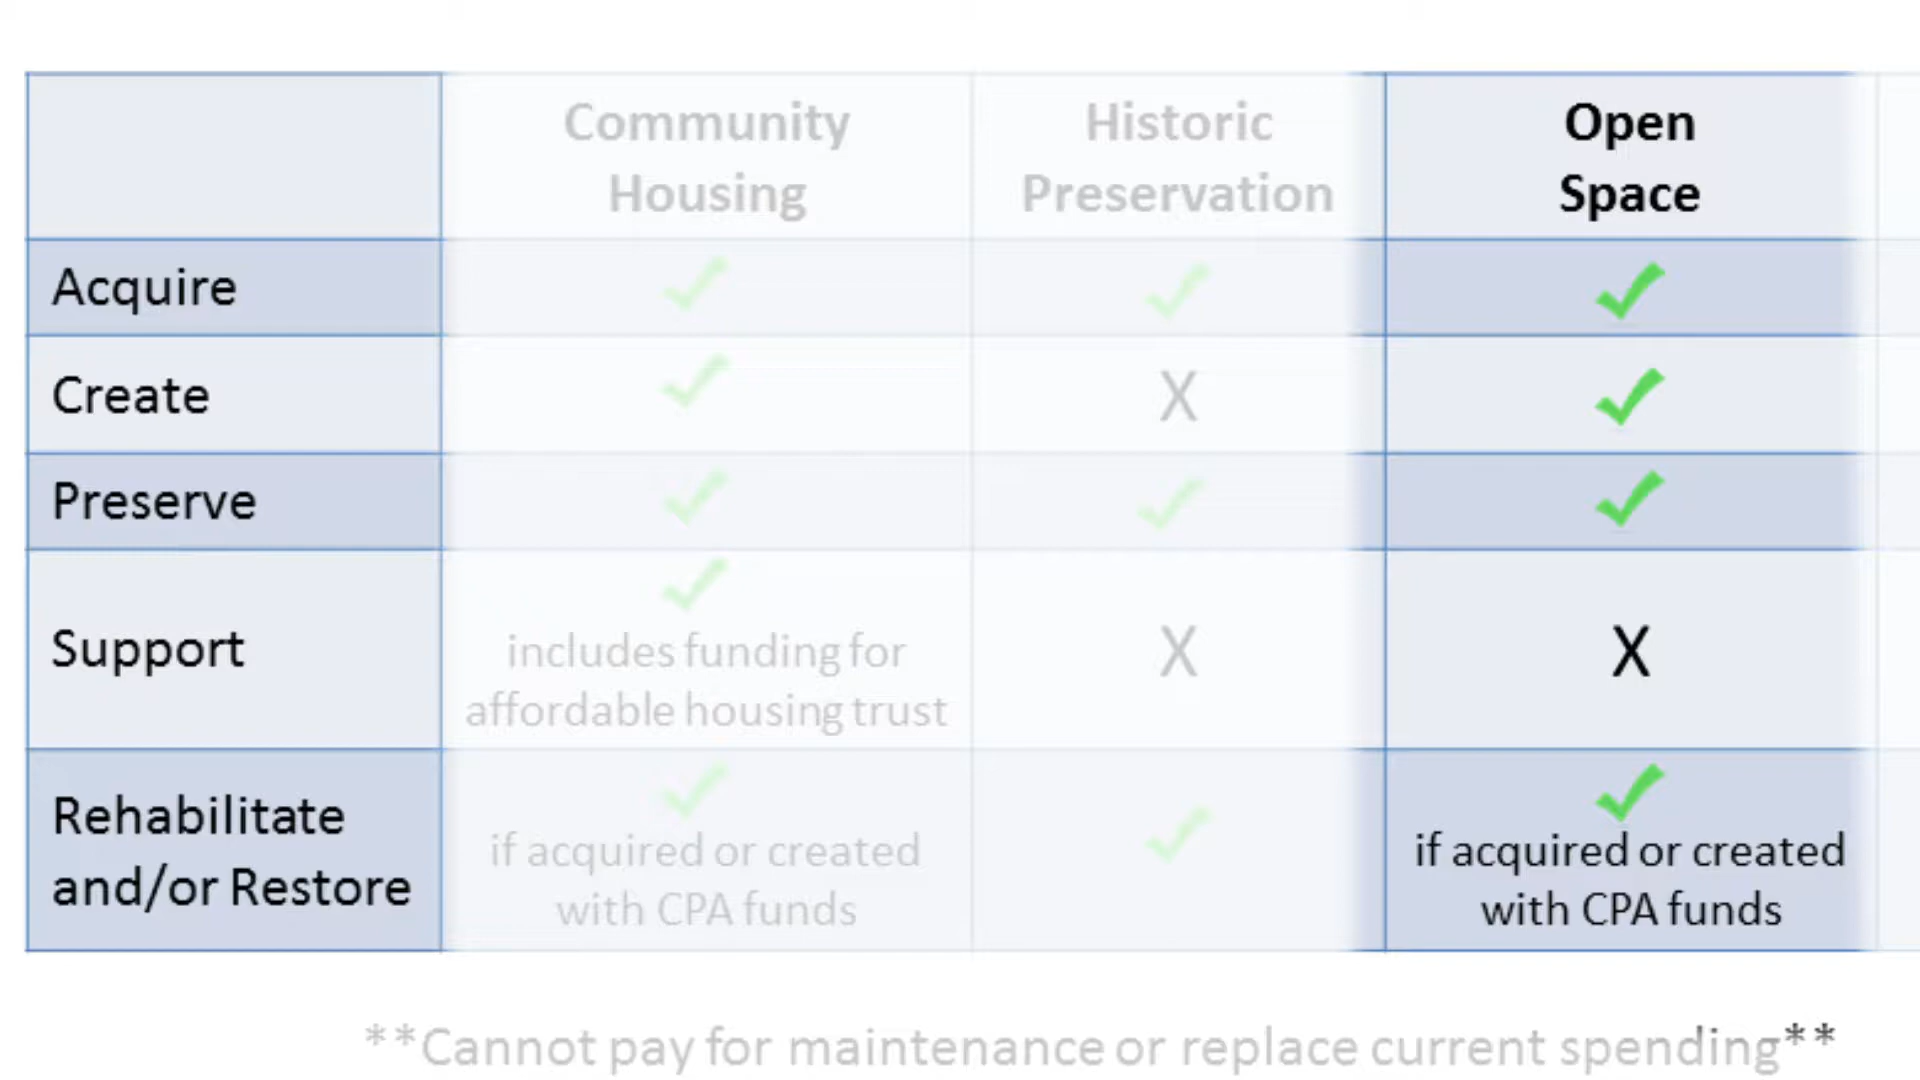 Community
Housing
Historic
Preservation
Open
Space
Acquire
Create
X
Preserve
Support
includes funding for
affordable housing trust
X
X
Rehabilitate
and/or Restore
if acquired or created
with CPA funds
if acquired or created
with CPA funds
**Cannot pay for maintenance or replace current spending**